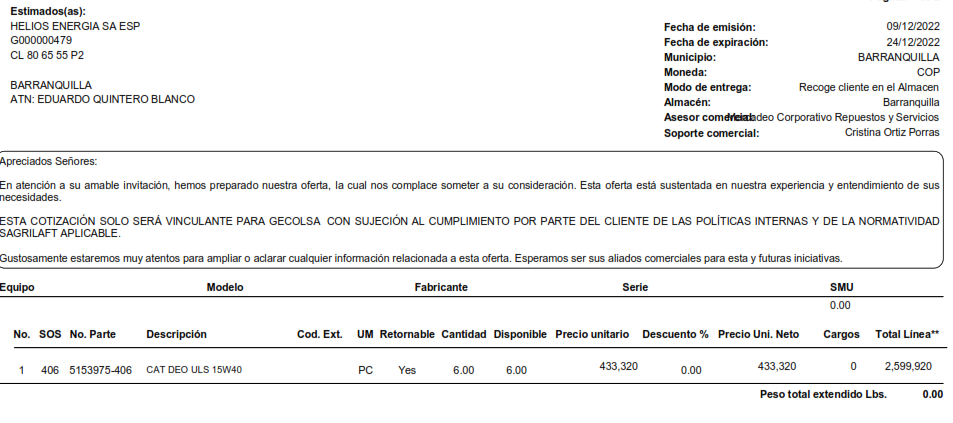 Estimados(as):
HELIOS ENERGIA SA ESP
G000000479
CL 80 65 55 P2
BARRANQUILLA
ATN: EDUARDO QUINTERO BLANCO
Fecha de emisión: 09/12/2022
Fecha de expiración: 24/12/2022
Municipio: BARRANQUILLA
Moneda: COP
Modo de entrega: Recoge cliente en el Almacen
Almacén: Barranquilla
Asesor comercial: Mercadeo Corporativo Repuestos y Servicios
Soporte comercial: Cristina Ortiz Porras
Apreciados Señores:
En atención a su amable invitación, hemos preparado nuestra oferta, la cual nos complace someter a su consideración. Esta oferta está sustentada en nuestra experiencia y entendimiento de sus
necesidades.
ESTA COTIZACIÓN SOLO SERÁ VINCULANTE PARA GECOLSA CON SUJECIÓN AL CUMPLIMIENTO POR PARTE DEL CLIENTE DE LAS POLÍTICAS INTERNAS Y DE LA NORMATIVIDAD
SAGRILAFT APLICABLE.
Gustosamente estaremos muy atentos para ampliar o aclarar cualquier información relacionada a esta oferta. Esperamos ser sus aliados comerciales para esta y futuras iniciativas.
Equipo Modelo Fabricante Serie SMU
0.00
No. SOS No. Parte Descripción Cod. Ext. UM Retornable Cantidad Disponible Precio unitario Descuento % Precio Uni. Neto Cargos Total Línea**
1 406 5153975-406 CAT DEO ULS 15W40 PC Yes 6.00 6.00 433,320 0.00 433,320 0 2,599,920
Peso total extendido Lbs. 0.00